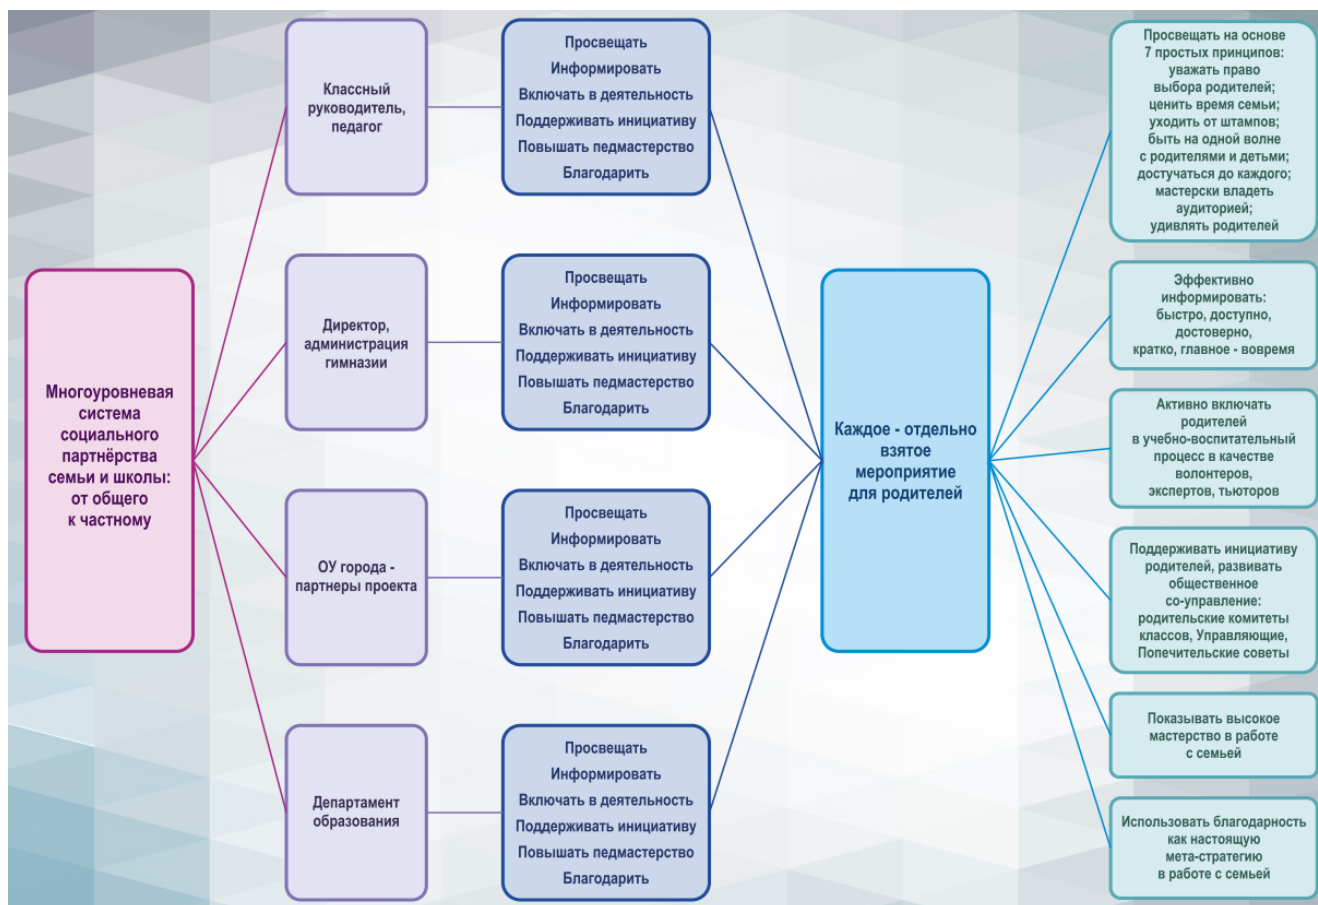 Многоуровневая
система
социального
партнёрства
семьи и школы:
от общего
к частному
Классный
руководитель,
педагог
Просвещать
Информировать
Включать в деятельность
Поддерживать инициативу
Повышать педмастерство
Благодарить
Директор,
администрация
гимназии
Просвещать
Информировать
Включать в деятельность
Поддерживать инициативу
Повышать педмастерство
Благодарить
ОУ города -
партнеры проекта
Просвещать
Информировать
Включать в деятельность
Поддерживать инициативу
Повышать педмастерство
Благодарить
Департамент
образования
Просвещать
Информировать
Включать в деятельность
Поддерживать инициативу
Повышать педмастерство
Благодарить
Каждое - отдельно
взятое
мероприятие
для родителей
Просвещать на основе
7 простых принципов:
уважать право
выбора родителей;
ценить время семьи;
уходить от штампов;
быть на одной волне
с родителями и детьми;
достучаться до каждого;
мастерски владеть
аудиторией;
удивлять родителей
Эффективно
информировать:
быстро, доступно,
достоверно,
кратко, главное - вовремя
Активно включать
родителей
в учебно-воспитательный
процесс в качестве
волонтеров,
экспертов, тьюторов
Поддерживать инициативу
родителей, развивать
общественное
со-управление:
родительские комитеты
классов, Управляющие,
Попечительские советы
Показывать высокое
мастерство в работе
с семьей
Использовать благодарность
как настоящую
мета-стратегию
в работе с семьей